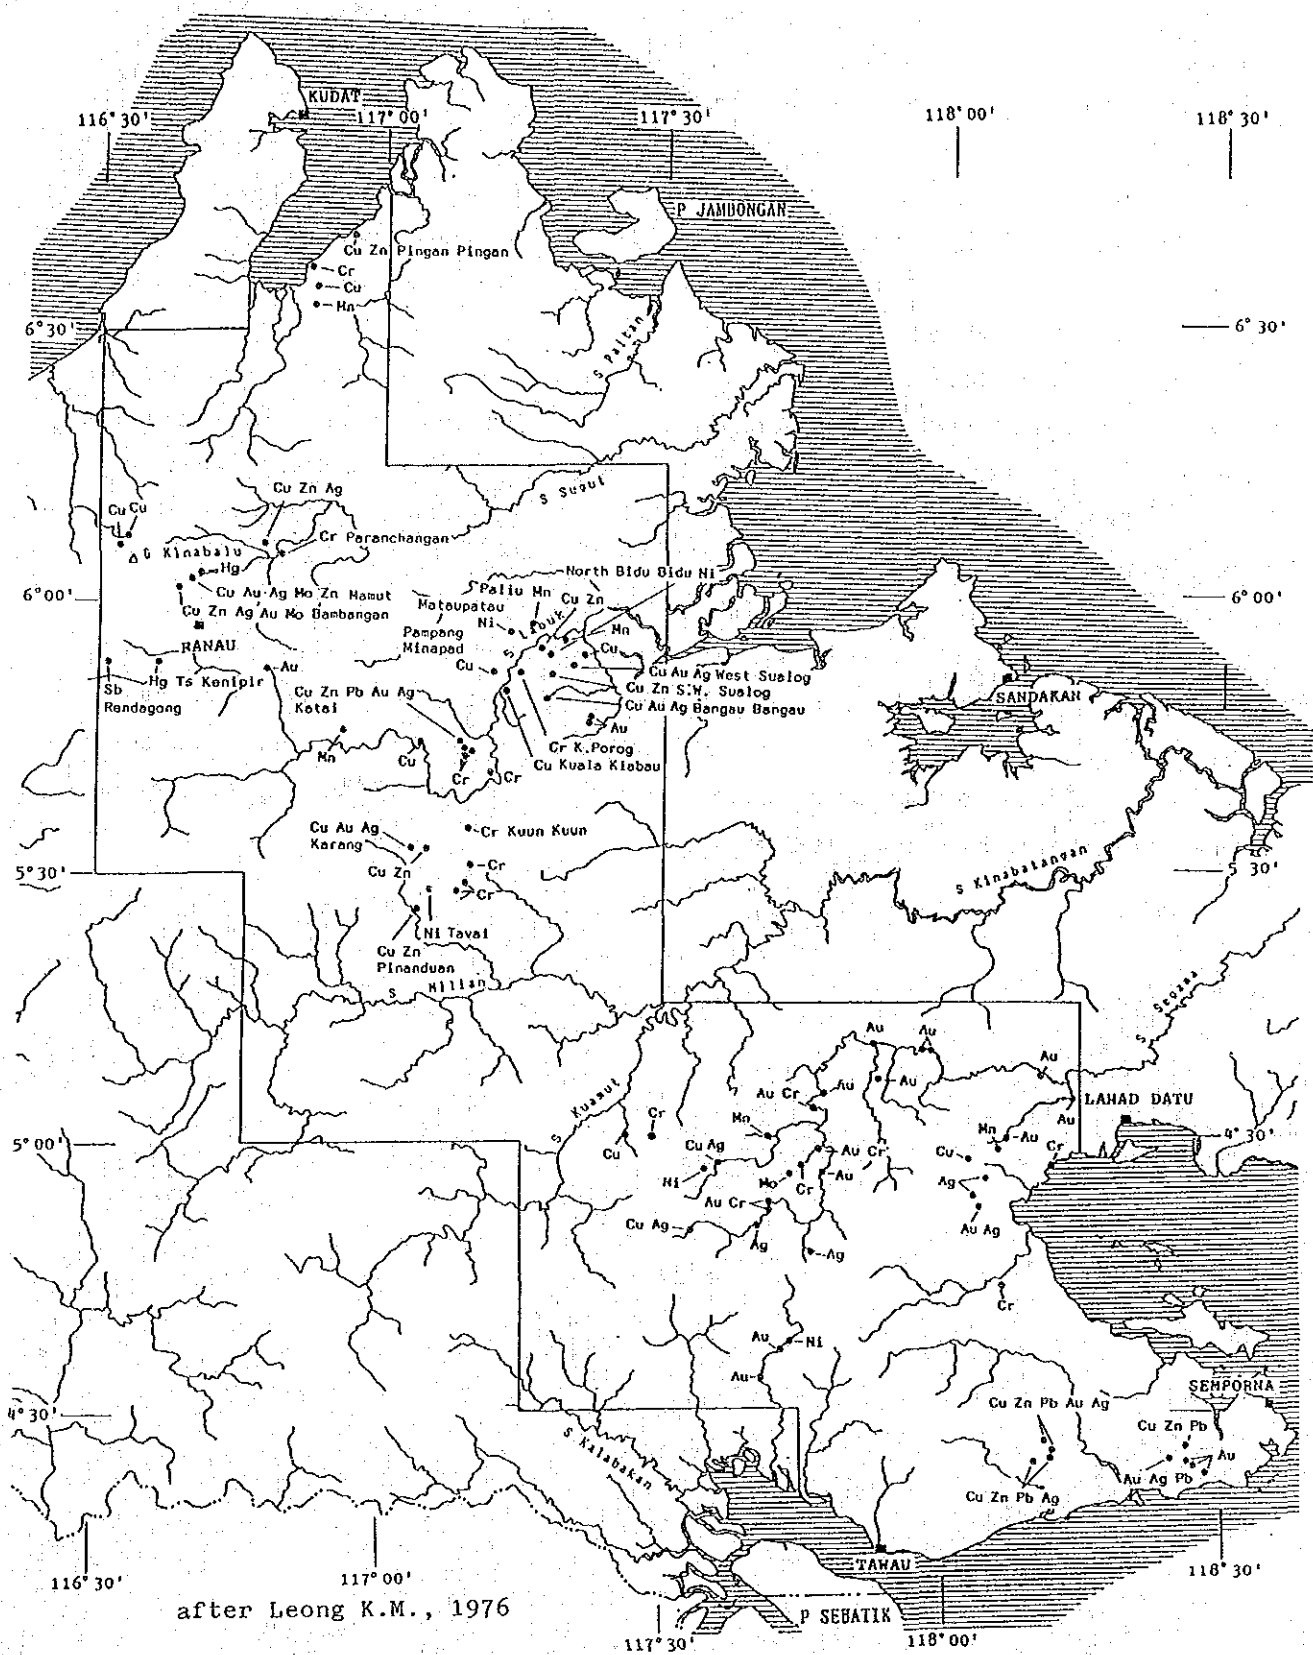 KUDAT
116°30'
117°00'
117°30'
118°00'
118°30'
P JAMBONGAN
Cu Zn Pingan Pingan
Cr
Cu
Mn
6°30'
6°30'
S Paitan
S Sugut
Cu Zn Ag
Cu Cu
Cr Paranchangan
G Kinabalu
Hg
Cu Au Ag Mo Zn Mamut
Cu Zn Ag Au Mo Bambangan
6°00'
6°00'
RANAU
North Bidu Bidu Ni
Paliu Mn
Cu Zn
Mataupatau
Ni
S Libuk
Pampang
Minapad
Mn
Cu
Cu
Cu Au Ag West Sualog
Cu Zn S.W. Sualog
Cu Au Ag Bangau Bangau
Au
Sb
Randagong
Hg Ts Kenipir
Au
Cu Zn Pb Au Ag
Katai
Mn
Cu
Cr
Cr
Cr K.Porog
Cu Kuala Kiabau
SANDAKAN
Cu Au Ag
Karang
Cr Kuun Kuun
Cu Zn
Cr
Cr
5°30'
5 30'
S Kinabatangan
Ni Tavai
Cu Zn
Pinanduan
S Milian
S Segama
Au
Au
Au
Au
Au
Au Cr
S Kuamut
Cr
Cu
Mn
Cu Ag
Ni
Au Cr
Au
Mo
Cr
Au Cr
Cu Ag
Ag
Ag
LAHAD DATU
Au
Mn
Au
Cu
Cr
Ag
Au Ag
5°00'
4°30'
Cr
Au
Ni
Au
4°30'
SEMPORNA
Cu Zn Pb Au Ag
Cu Zn Pb
Au
Au Ag Pb
Cu Zn Pb Ag
S Kalabakan
TAWAU
P SEBATIK
116°30'
117°00'
117°30'
118°00'
118°30'
after Leong K.M., 1976